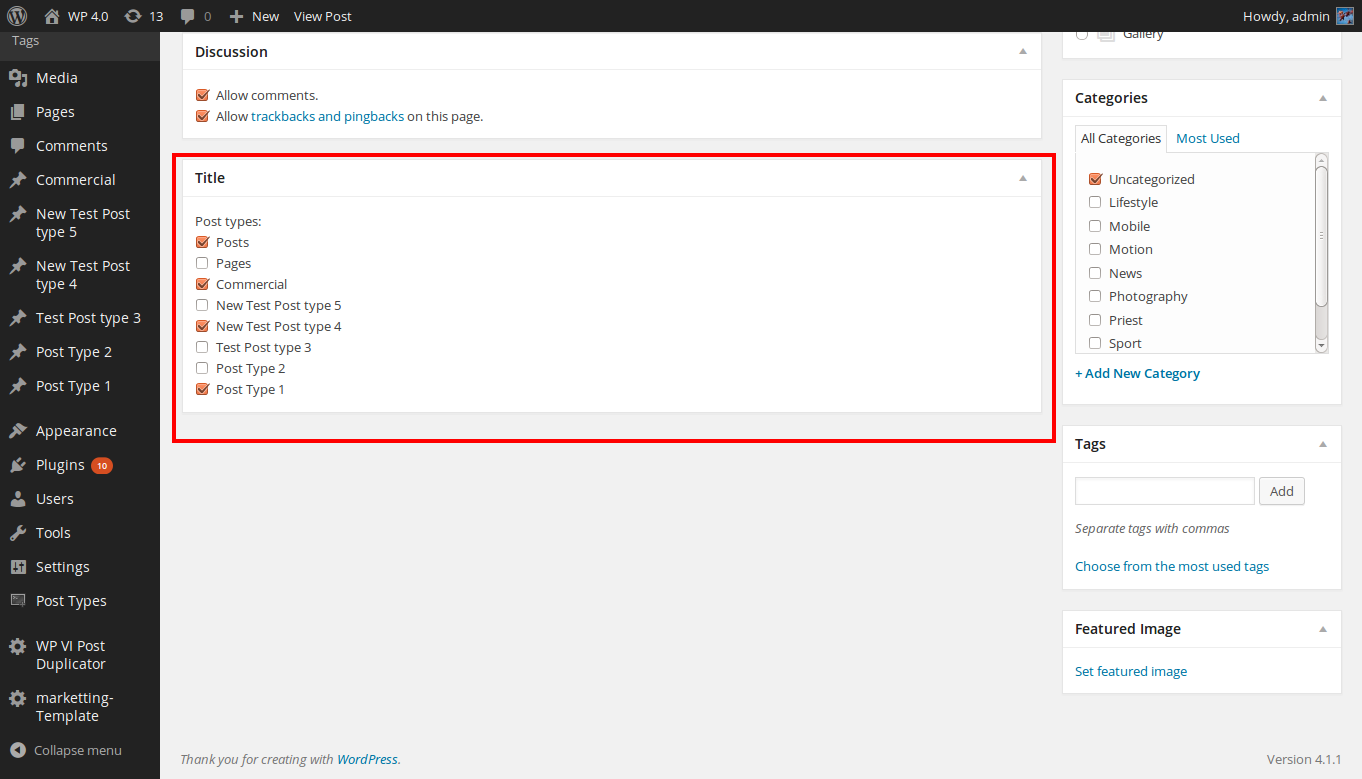 WP 4.0
13
0
New
View Post
Howdy, admin
Tags
Media
Pages
Comments
Commercial
New Test Post
type 5
New Test Post
type 4
Test Post type 3
Post Type 2
Post Type 1
Appearance
Plugins 10
Users
Tools
Settings
Post Types
WP VI Post
Duplicator
marketting-
Template
Collapse menu
Discussion
Allow comments.
Allow trackbacks and pingbacks on this page.
Title
Post types:
Posts
Pages
Commercial
New Test Post type 5
New Test Post type 4
Test Post type 3
Post Type 2
Post Type 1
Gallery
Categories
All Categories
Most Used
Uncategorized
Lifestyle
Mobile
Motion
News
Photography
Priest
Sport
+ Add New Category
Tags
Add
Separate tags with commas
Choose from the most used tags
Featured Image
Set featured image
Thank you for creating with WordPress.
Version 4.1.1